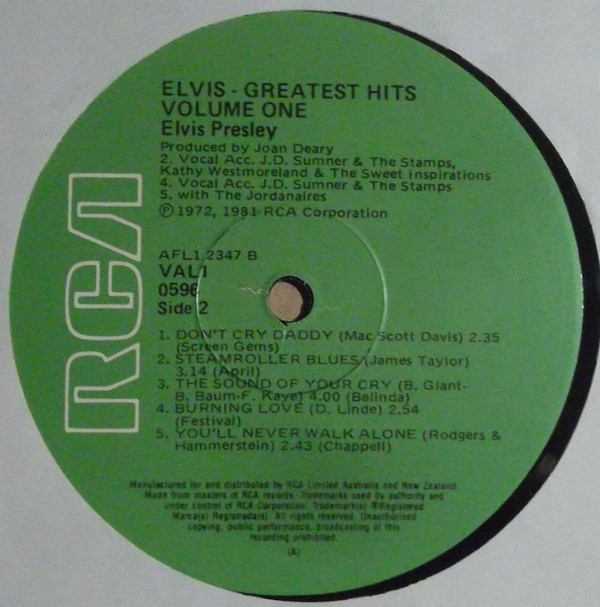 RCA
ELVIS - GREATEST HITS
VOLUME ONE
Elvis Presley
Produced by Joan Deary
2. Vocal Acc. J.D. Sumner & The Stamps,
Kathy Westmoreland & The Sweet Inspirations
4. Vocal Acc. J.D. Sumner & The Stamps
5. with The Jordanaires
Ⓟ 1972, 1981 RCA Corporation
AFL1 2347 B
VAL1
0596
Side 2
1. DON'T CRY DADDY (Mac Scott Davis) 2.35
(Screen Gems)
2. STEAMROLLER BLUES (James Taylor)
3.14 (April)
3. THE SOUND OF YOUR CRY (B. Giant-
B. Baum-F. Kaye) 4.00 (Belinda)
4. BURNING LOVE (D. Linde) 2.54
(Festival)
5. YOU'LL NEVER WALK ALONE (Rodgers &
Hammerstein) 2.43 (Chappell)
Manufactured for and distributed by RCA Limited Australia and New Zealand.
Made from masters of RCA records. Trademarks used by authority and
under control of RCA Corporation. Trademark(s) ®Registered
Marca(s) Registrada(s). All rights reserved. Unauthorised
copying, public performance, broadcasting of this
recording prohibited.
(A)